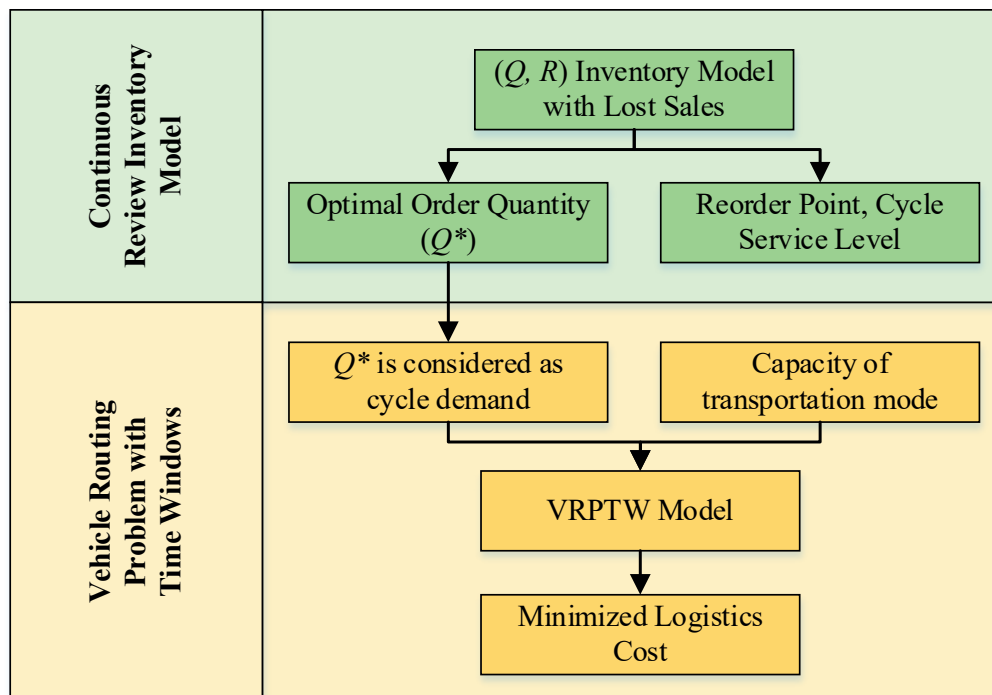 Continuous
Review Inventory
Model
(Q, R) Inventory Model
with Lost Sales
Optimal Order Quantity
(Q*)
Reorder Point, Cycle
Service Level
Vehicle Routing
Problem with
Time Windows
Q* is considered as
cycle demand
Capacity of
transportation mode
VRPTW Model
Minimized Logistics
Cost